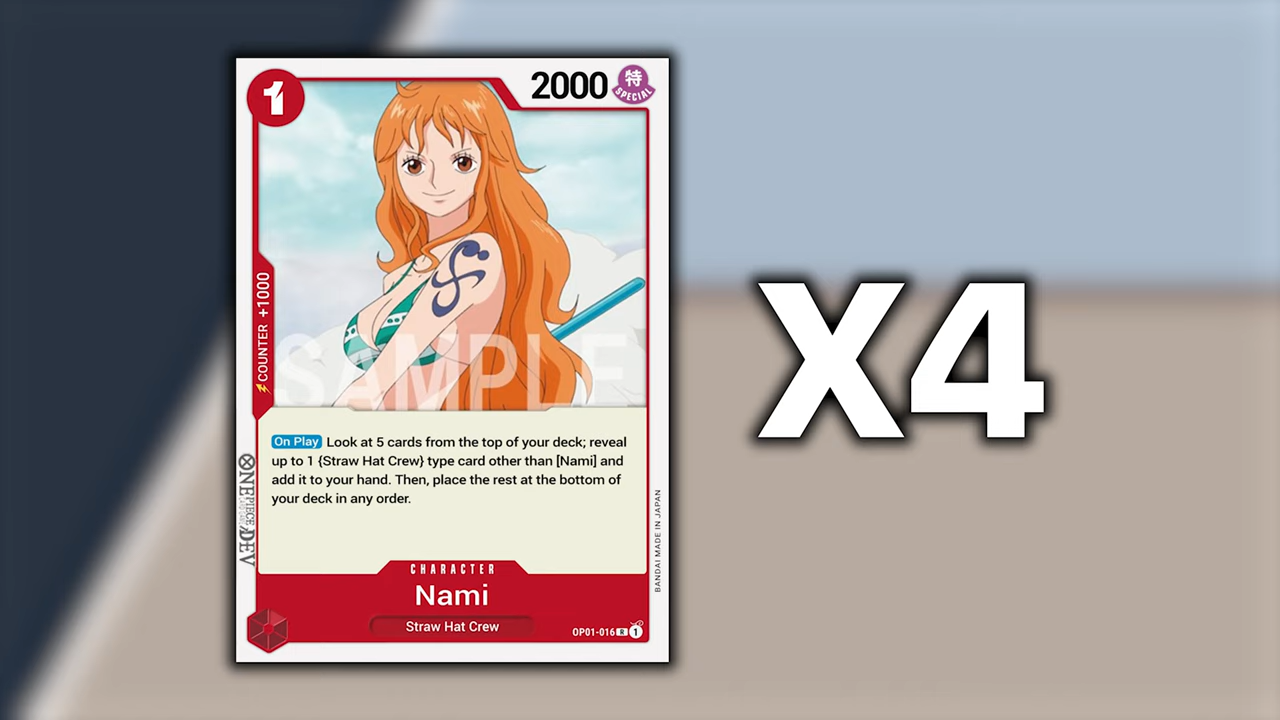 1
2000
特
SPECIAL
COUNTER +1000
SAMPLE
On Play Look at 5 cards from the top of your deck; reveal
up to 1 {Straw Hat Crew} type card other than [Nami] and
add it to your hand. Then, place the rest at the bottom of
your deck in any order.
ONE PIECE
DEV
BANDAI MADE IN JAPAN
CHARACTER
Nami
Straw Hat Crew
OP01-016 R 1
X4